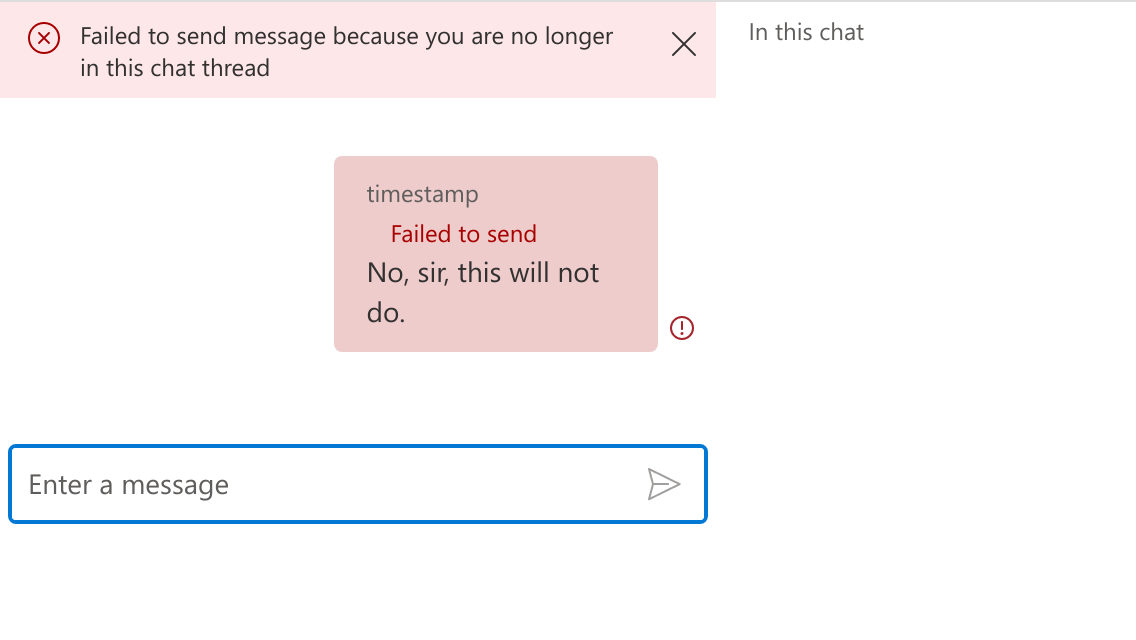 Failed to send message because you are no longer
in this chat thread
In this chat
timestamp
Failed to send
No, sir, this will not
do.
Enter a message